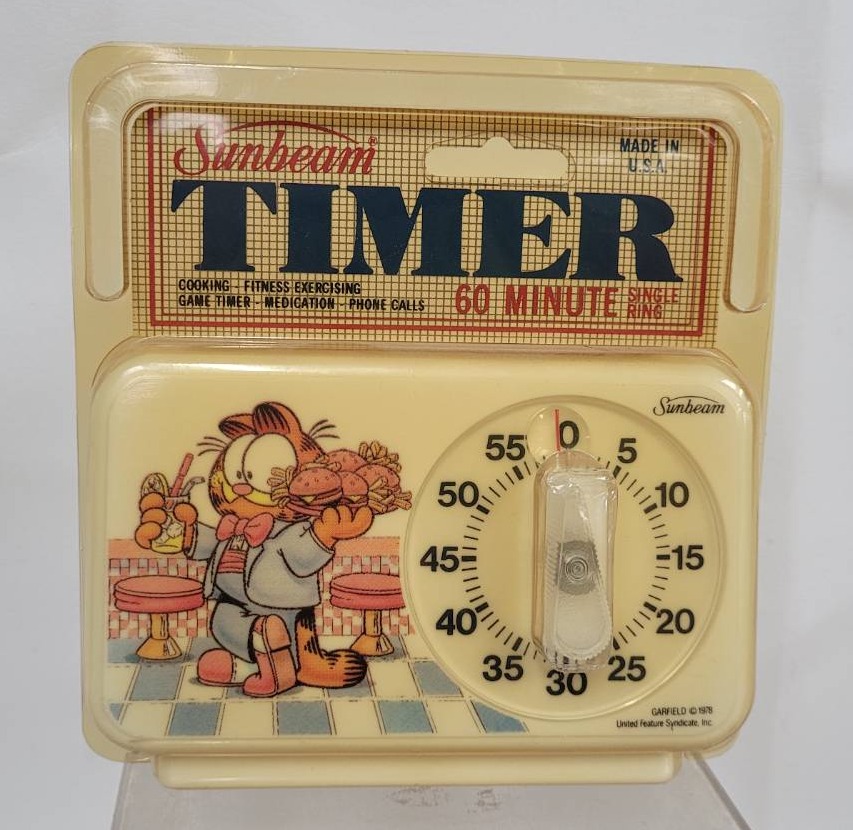 Sunbeam®
MADE IN
U.S.A.
TIMER
COOKING - FITNESS EXERCISING
GAME TIMER - MEDICATION - PHONE CALLS
60 MINUTE
SINGLE
RING
Sunbeam
0
5
10
15
20
25
30
35
40
45
50
55
GARFIELD © 1978
United Feature Syndicate, Inc.